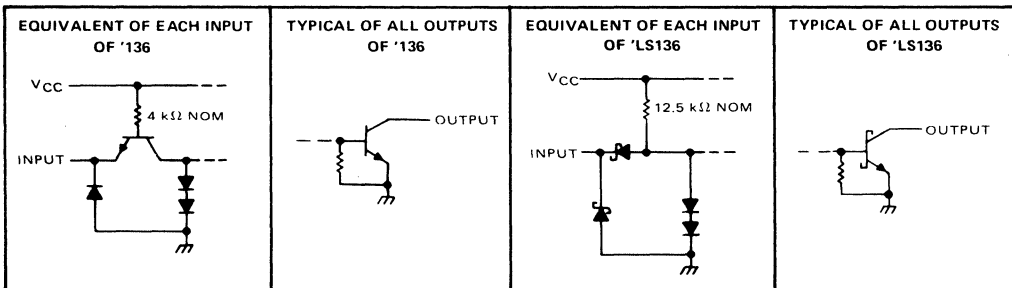 EQUIVALENT OF EACH INPUT
OF '136
VCC
4 kΩ NOM
INPUT
TYPICAL OF ALL OUTPUTS
OF '136
OUTPUT
EQUIVALENT OF EACH INPUT
OF 'LS136
VCC
12.5 kΩ NOM
INPUT
TYPICAL OF ALL OUTPUTS
OF 'LS136
OUTPUT